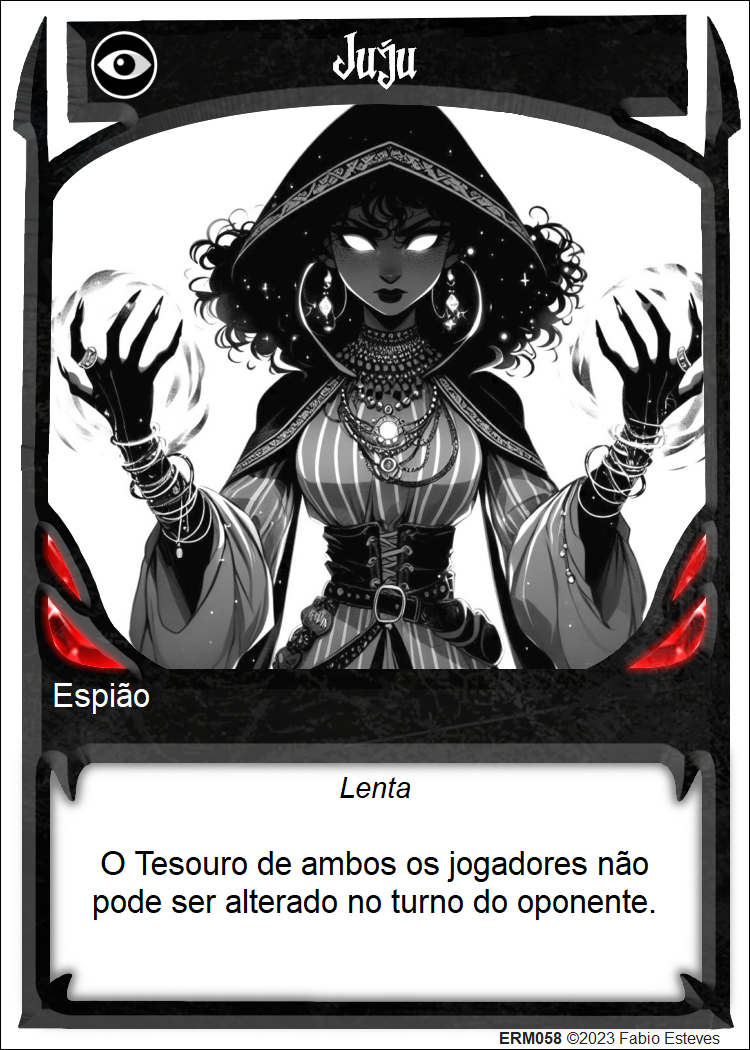 Juju
Espião
Lenta
O Tesouro de ambos os jogadores não
pode ser alterado no turno do oponente.
ERM058 ©2023 Fabio Esteves